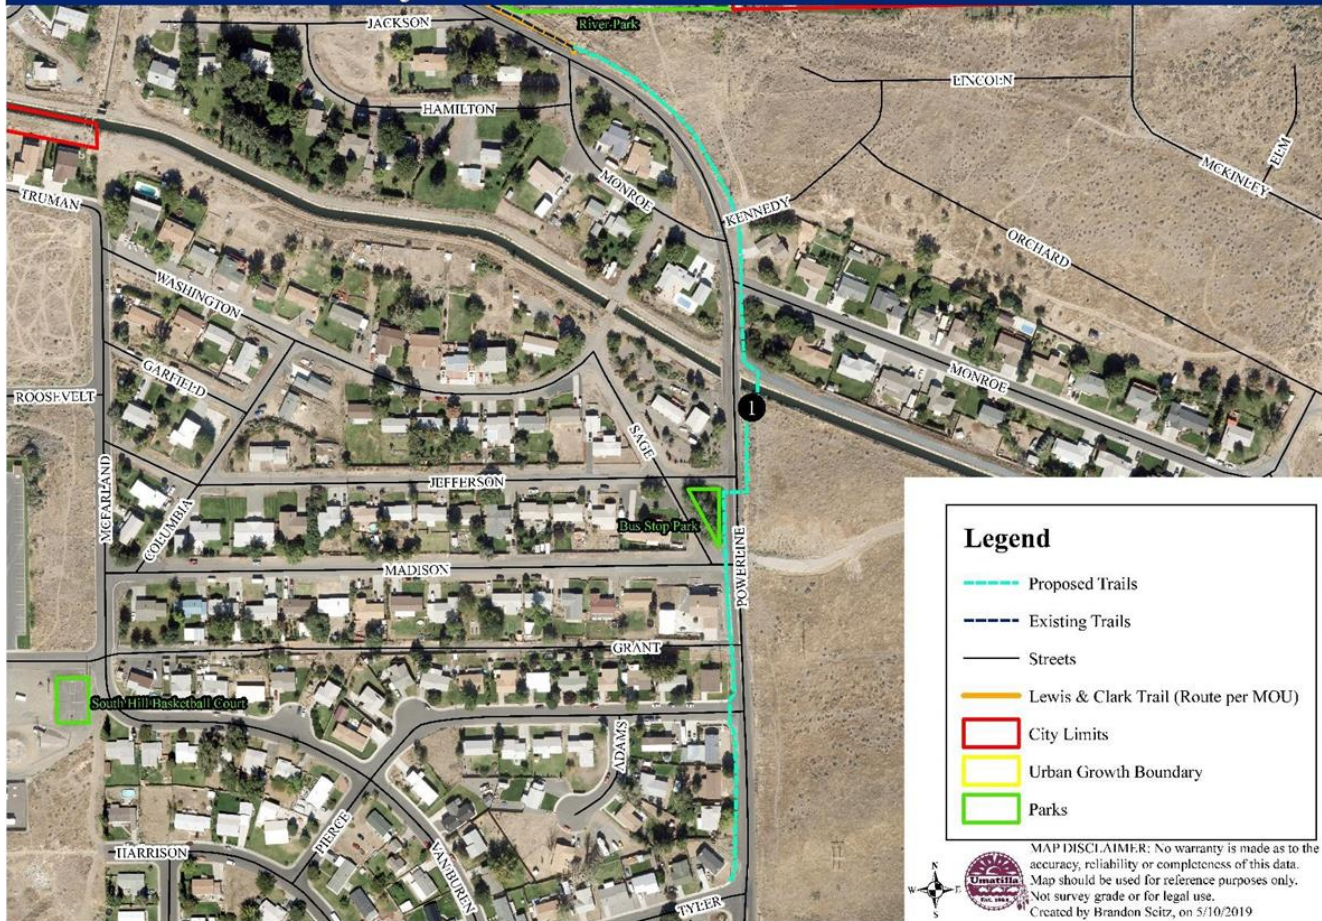 JACKSON
River Park
LINCOLN
HAMILTON
ELM
MCKINLEY
TRUMAN
MONROE
KENNEDY
ORCHARD
WASHINGTON
GARFIELD
MONROE
ROOSEVELT
1
SAGE
MCFARLAND
JEFFERSON
COLUMBIA
Bus Stop Park
MADISON
POWERLINE
GRANT
South Hill Basketball Court
ADAMS
PIERCE
HARRISON
VANBUREN
TYLER
Legend
Proposed Trails
Existing Trails
Streets
Lewis & Clark Trail (Route per MOU)
City Limits
Urban Growth Boundary
Parks
N
W E
S
Umatilla
EST. 1864
MAP DISCLAIMER: No warranty is made as to the
accuracy, reliability or completeness of this data.
Map should be used for reference purposes only.
Not survey grade or for legal use.
Created by Brandon Seitz, on 5/10/2019